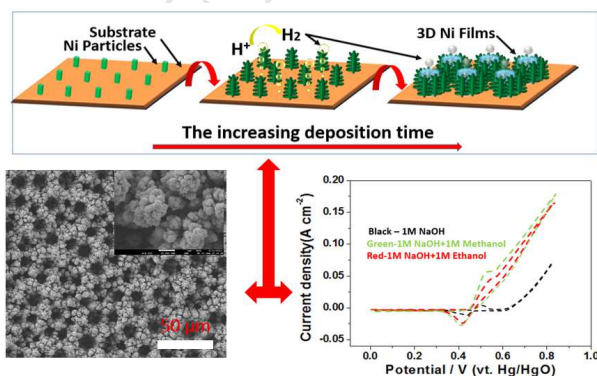 Substrate
Ni Particles
H⁺
H₂
3D Ni Films
The increasing deposition time
50 μm
Current density(A cm⁻²)
0.20
0.15
0.10
0.05
0.00
-0.05
Black – 1M NaOH
Green-1M NaOH+1M Methanol
Red-1M NaOH+1M Ethanol
0.0 0.2 0.4 0.6 0.8 1.0
Potential / V (vt. Hg/HgO)